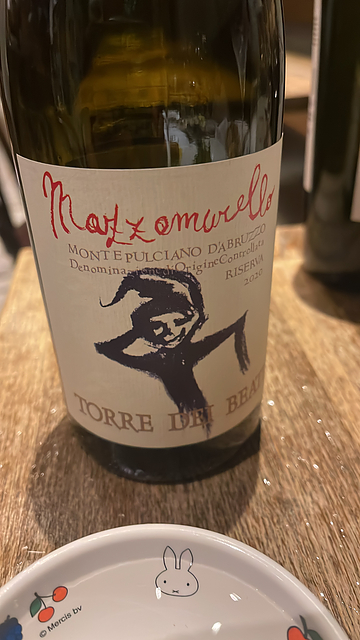 Mazzamurello
MONTEPULCIANO D'ABRUZZO
Denominazione di Origine Controllata
RISERVA
2020
TORRE DEI BEATI
© Mercis bv